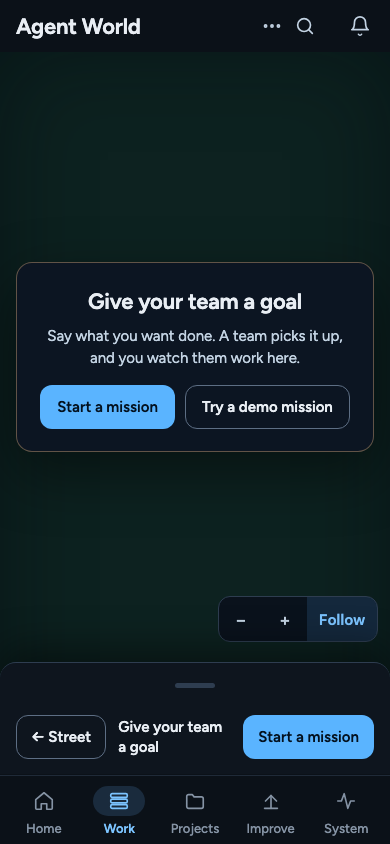 Agent World
Give your team a goal
Say what you want done. A team picks it up,
and you watch them work here.
Start a mission
Try a demo mission
− + Follow
← Street
Give your team
a goal
Start a mission
Home
Work
Projects
Improve
System